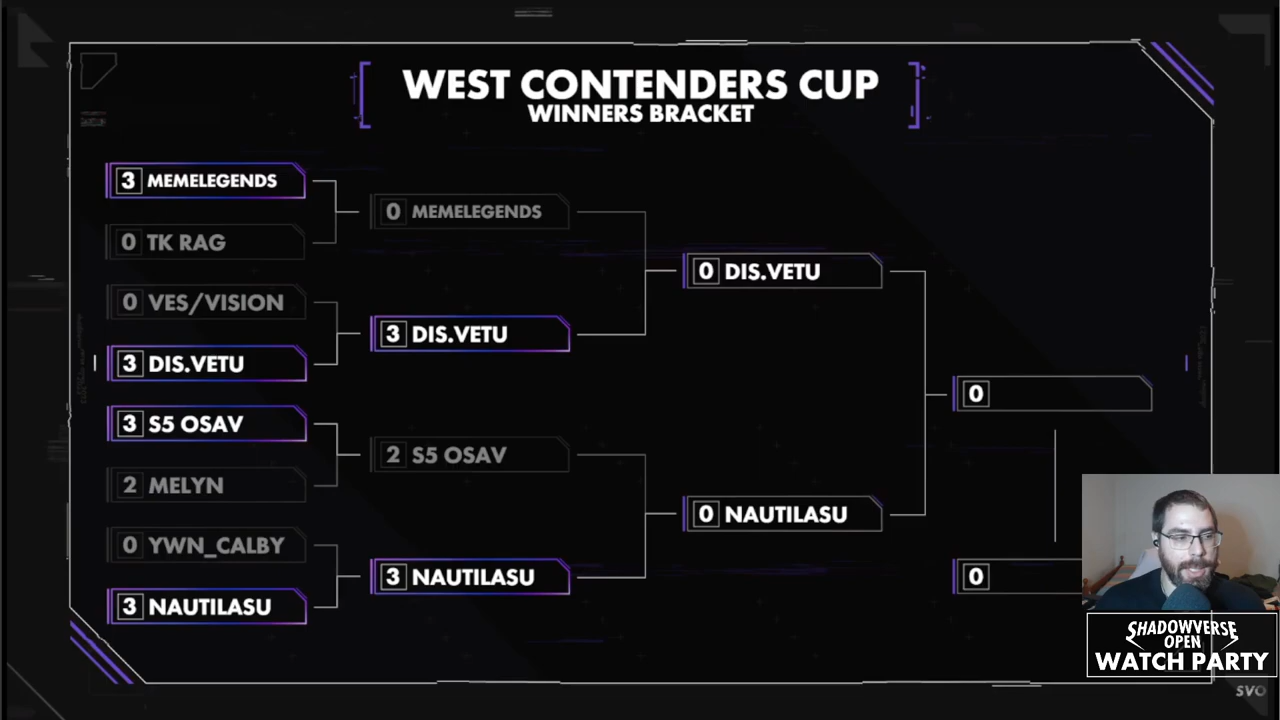 WEST CONTENDERS CUP
WINNERS BRACKET
3 MEMELEGENDS
0 TK RAG
0 VES/VISION
3 DIS.VETU
3 S5 OSAV
2 MELYN
0 YWN_CALBY
3 NAUTILASU
0 MEMELEGENDS
3 DIS.VETU
2 S5 OSAV
3 NAUTILASU
0 DIS.VETU
0 NAUTILASU
0
0
SHADOWVERSE
OPEN
WATCH PARTY
SVO